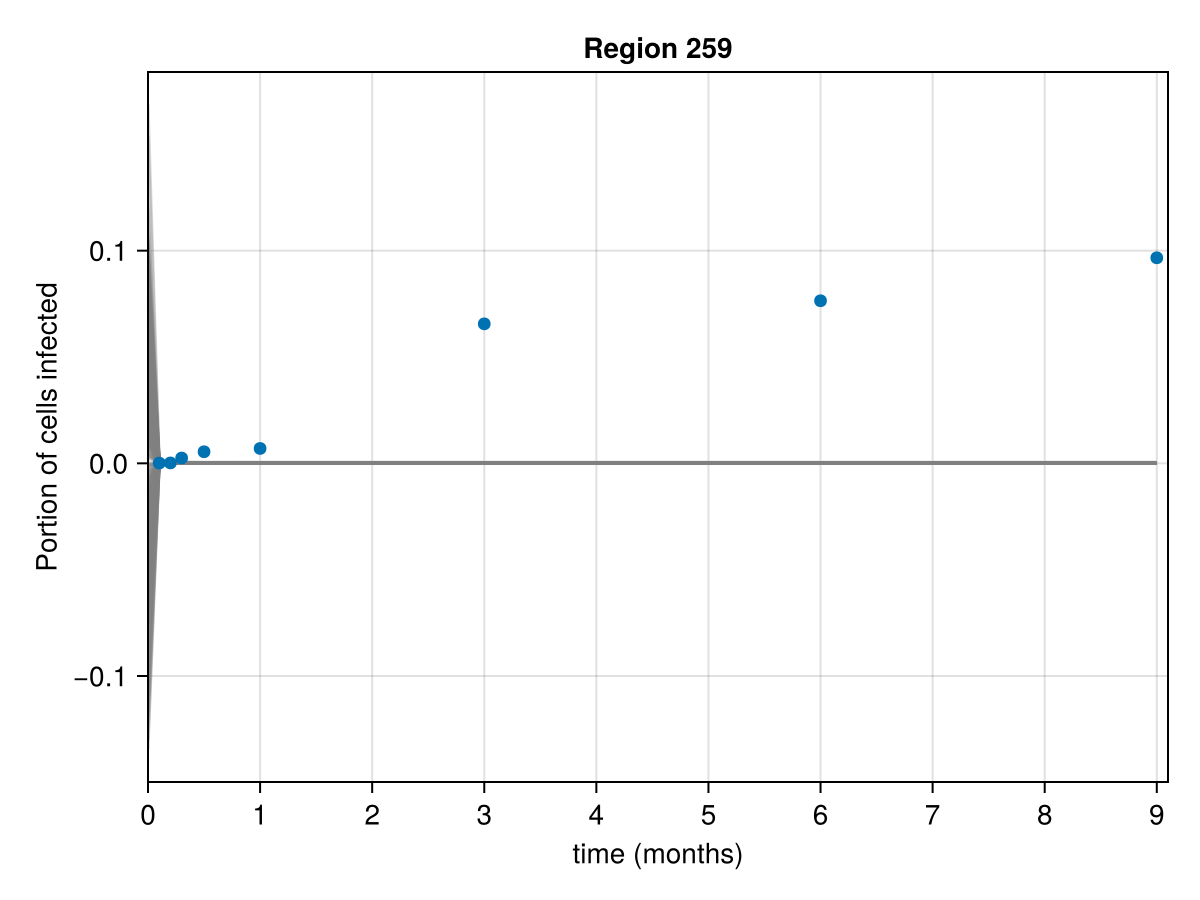 Region 259
Portion of cells infected
0.1
0.0
−0.1
0 1 2 3 4 5 6 7 8 9
time (months)